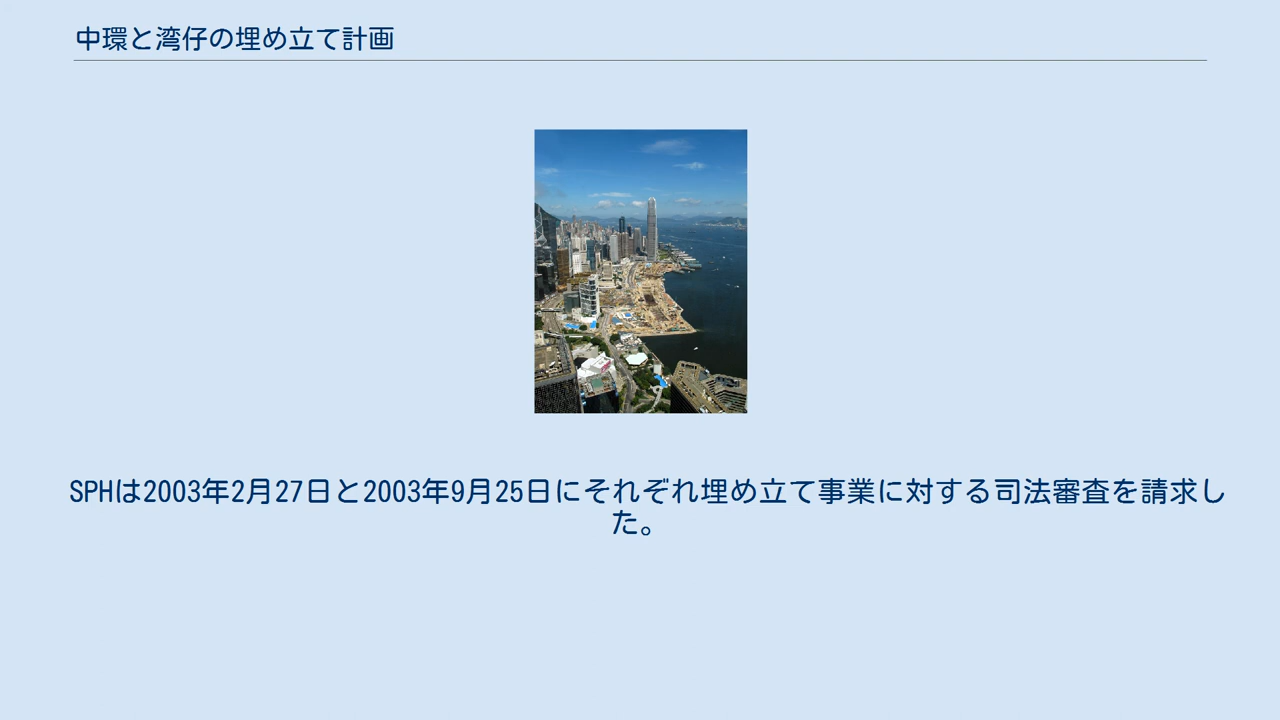 中環と湾仔の埋め立て計画
SPHは2003年2月27日と2003年9月25日にそれぞれ埋め立て事業に対する司法審査を請求し
た。